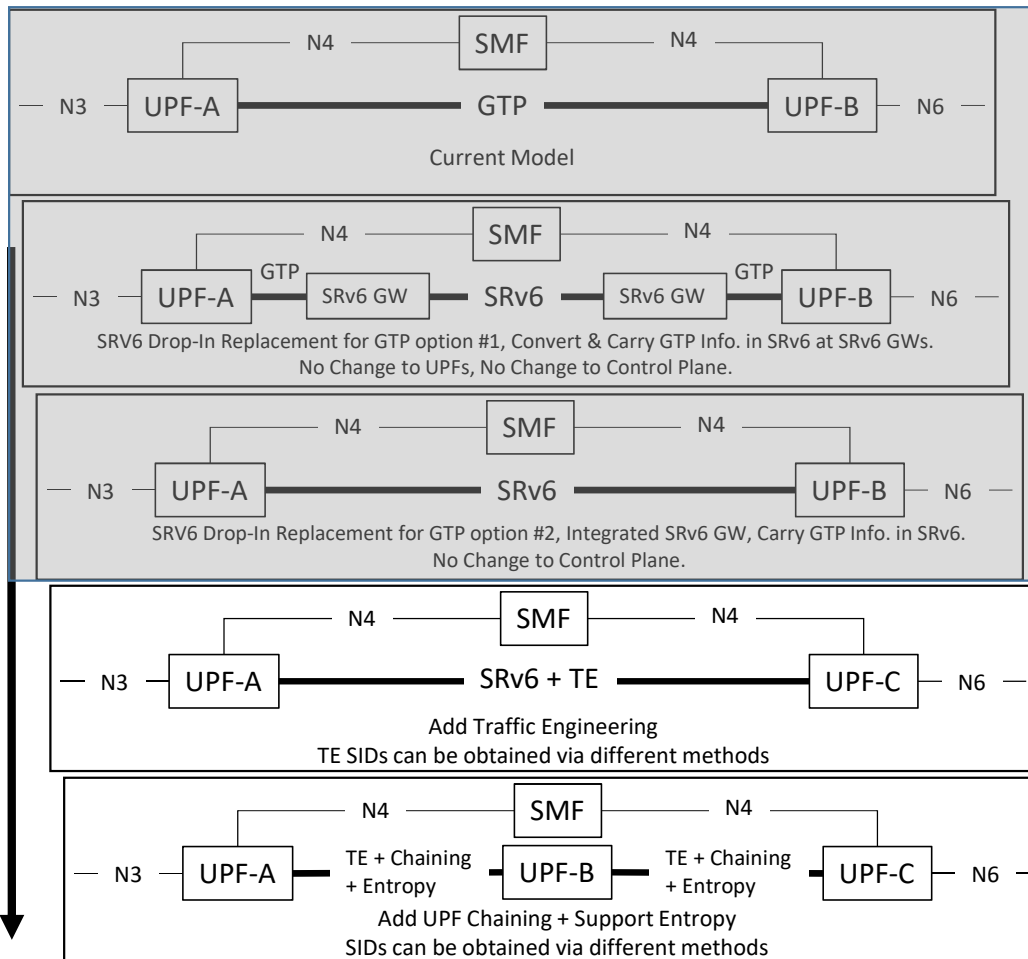 N4 SMF N4
N3 UPF-A GTP UPF-B N6
Current Model
N4 SMF N4
GTP GTP
N3 UPF-A SRv6 GW SRv6 SRv6 GW UPF-B N6
SRV6 Drop-In Replacement for GTP option #1, Convert & Carry GTP Info. in SRv6 at SRv6 GWs.
No Change to UPFs, No Change to Control Plane.
N4 SMF N4
N3 UPF-A SRv6 UPF-B N6
SRV6 Drop-In Replacement for GTP option #2, Integrated SRv6 GW, Carry GTP Info. in SRv6.
No Change to Control Plane.
N4 SMF N4
N3 UPF-A SRv6 + TE UPF-C N6
Add Traffic Engineering
TE SIDs can be obtained via different methods
N4 SMF N4
N3 UPF-A TE + Chaining UPF-B TE + Chaining UPF-C N6
+ Entropy + Entropy
Add UPF Chaining + Support Entropy
SIDs can be obtained via different methods